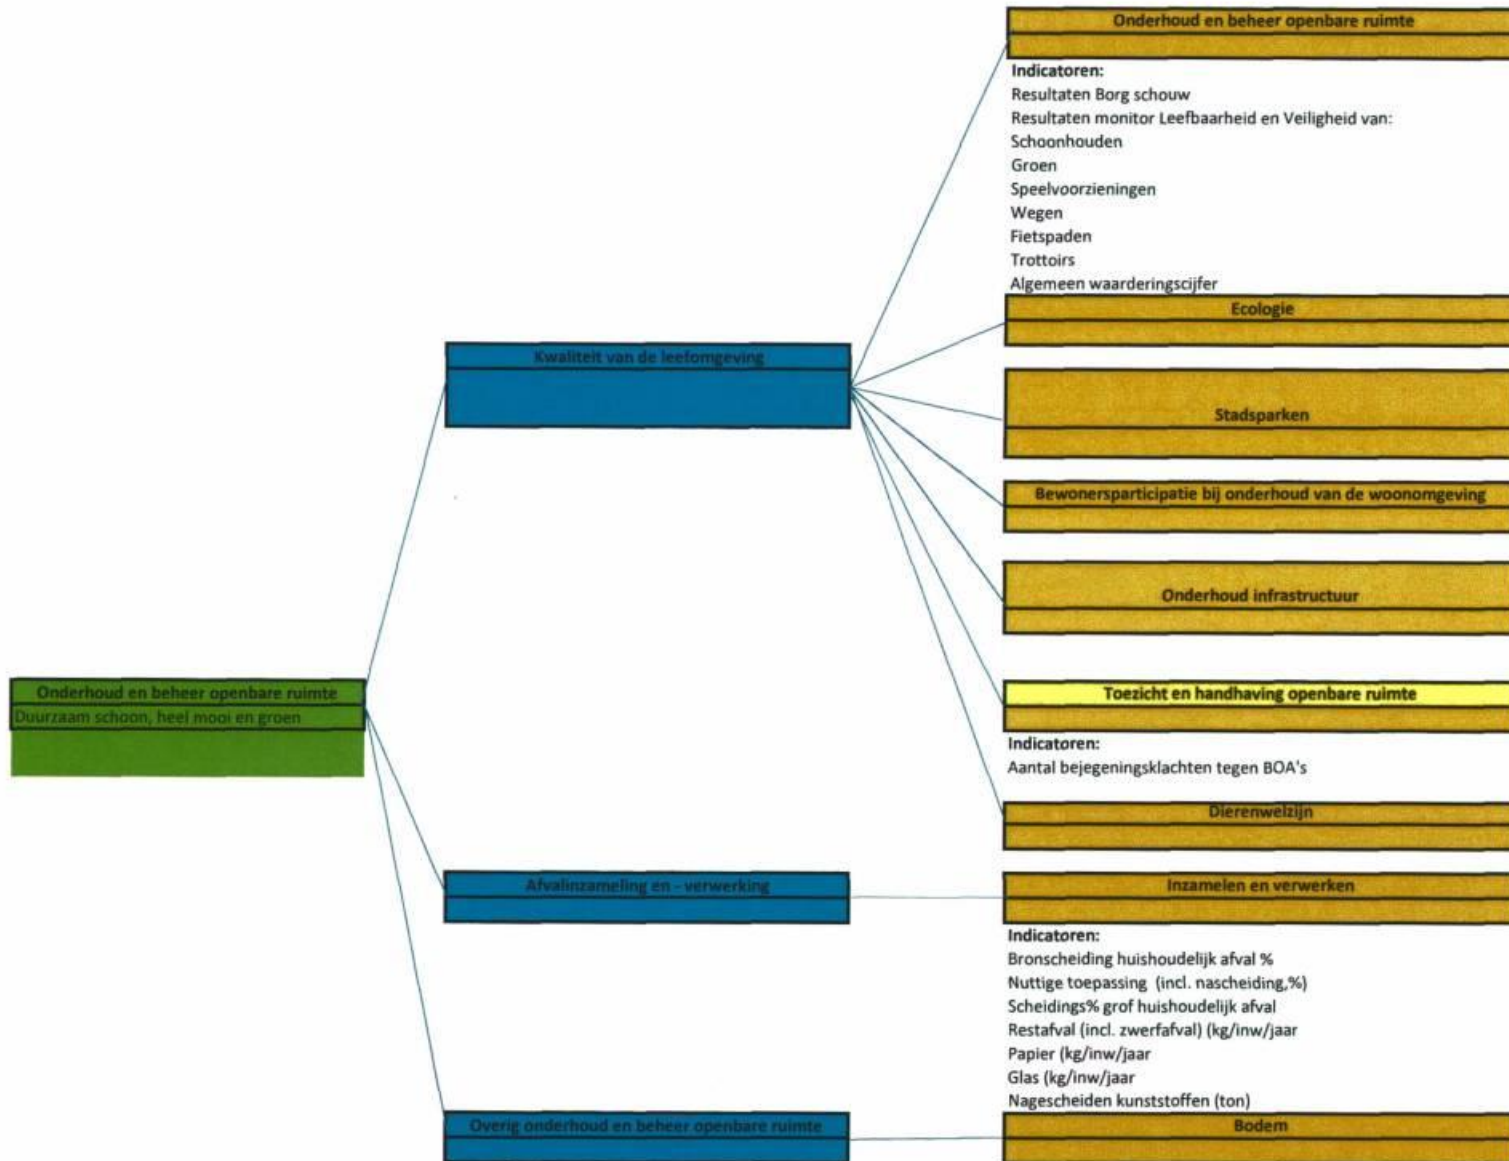 Onderhoud en beheer openbare ruimte
Indicatoren:
Resultaten Borg schouw
Resultaten monitor Leefbaarheid en Veiligheid van:
Schoonhouden
Groen
Speelvoorzieningen
Wegen
Fietspaden
Trottoirs
Algemeen waarderingscijfer
Ecologie
Kwaliteit van de leefomgeving
Stadsparken
Bewonersparticipatie bij onderhoud van de woonomgeving
Onderhoud infrastructuur
Onderhoud en beheer openbare ruimte
Duurzaam schoon, heel mooi en groen
Toezicht en handhaving openbare ruimte
Indicatoren:
Aantal bejegeningsklachten tegen BOA's
Dierenwelzijn
Afvalinzameling en - verwerking
Inzamelen en verwerken
Indicatoren:
Bronscheiding huishoudelijk afval %
Nuttige toepassing (incl. nascheiding,%)
Scheidings% grof huishoudelijk afval
Restafval (incl. zwerfafval) (kg/inw/jaar
Papier (kg/inw/jaar
Glas (kg/inw/jaar
Nagescheiden kunststoffen (ton)
Overig onderhoud en beheer openbare ruimte
Bodem